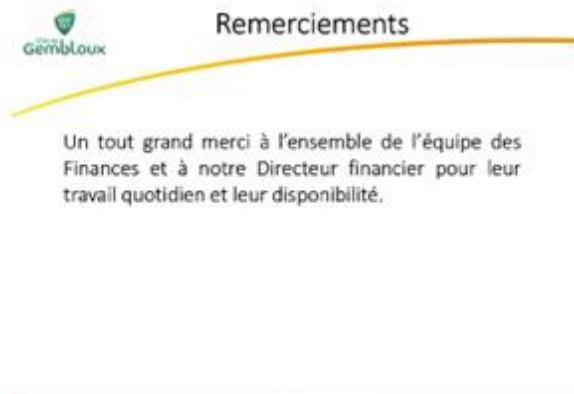 Remerciements
Gembloux
Un tout grand merci à l'ensemble de l'équipe des
Finances et à notre Directeur financier pour leur
travail quotidien et leur disponibilité.